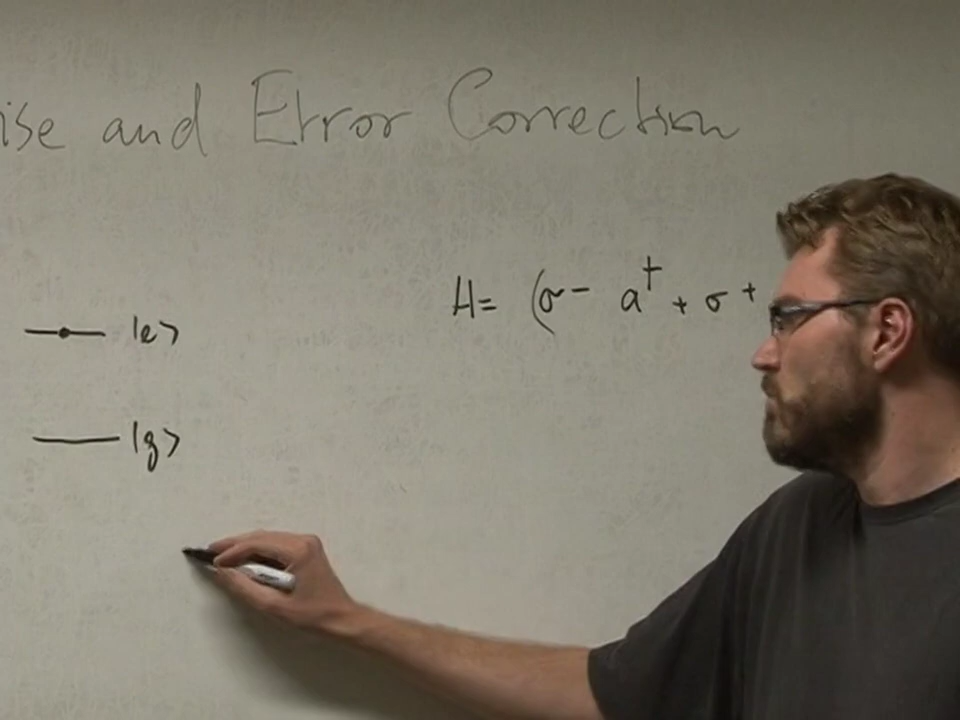 ise and Error Correction
H= (σ- a† + σ+
|e>
|g>